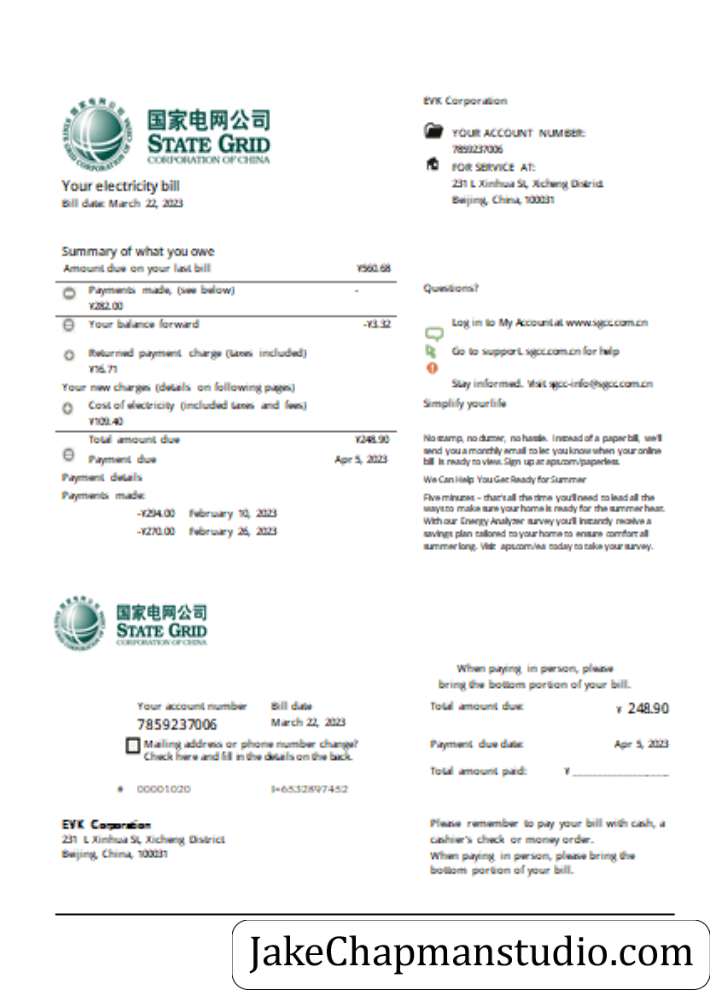 国家电网公司
STATE GRID
CORPORATION OF CHINA
STATE GRID CORPORATION OF CHINA
Your electricity bill
Bill date: March 22, 2023
EVK Corporation
YOUR ACCOUNT NUMBER:
7859237006
FOR SERVICE AT:
231 L Xinhua St, Xicheng District
Beijing, China, 100031
Summary of what you owe
Amount due on your last bill ¥560.68
Payments made, (see below) -
¥282.00
Your balance forward -¥3.32
Returned payment charge (taxes included)
¥16.71
Your new charges (details on following pages)
Cost of electricity (included taxes and fees)
¥109.40
Total amount due ¥248.90
Payment due Apr 5, 2023
Payment details
Payments made:
-¥294.00 February 10, 2023
-¥270.00 February 26, 2023
Questions?
Log in to My Account at www.sgcc.com.cn
Go to support.sgcc.com.cn for help
Stay informed. Visit sgcc-info@sgcc.com.cn
Simplify your life
No stamp, no clutter, no hassle. Instead of a paper bill, we'll
send you a monthly email to let you know when your online
bill is ready to view. Sign up at aps.com/paperless.
We Can Help You Get Ready for Summer
Five minutes – that's all the time you'll need to lead all the
ways to make sure your home is ready for the summer heat.
With our Energy Analyzer survey you'll instantly receive a
savings plan tailored to your home to ensure comfort all
summer long. Visit aps.com/ea today to take your survey.
国家电网公司
STATE GRID
CORPORATION OF CHINA
When paying in person, please
bring the bottom portion of your bill.
Your account number Bill date
7859237006 March 22, 2023
Mailing address or phone number change?
Check here and fill in the details on the back.
# 00001020 I=6532897452
EVK Corporation
231 L Xinhua St, Xicheng District
Beijing, China, 100031
Total amount due: ¥ 248.90
Payment due date: Apr 5, 2023
Total amount paid: ¥ _______________
Please remember to pay your bill with cash, a
cashier's check or money order.
When paying in person, please bring the
bottom portion of your bill.
JakeChapmanstudio.com